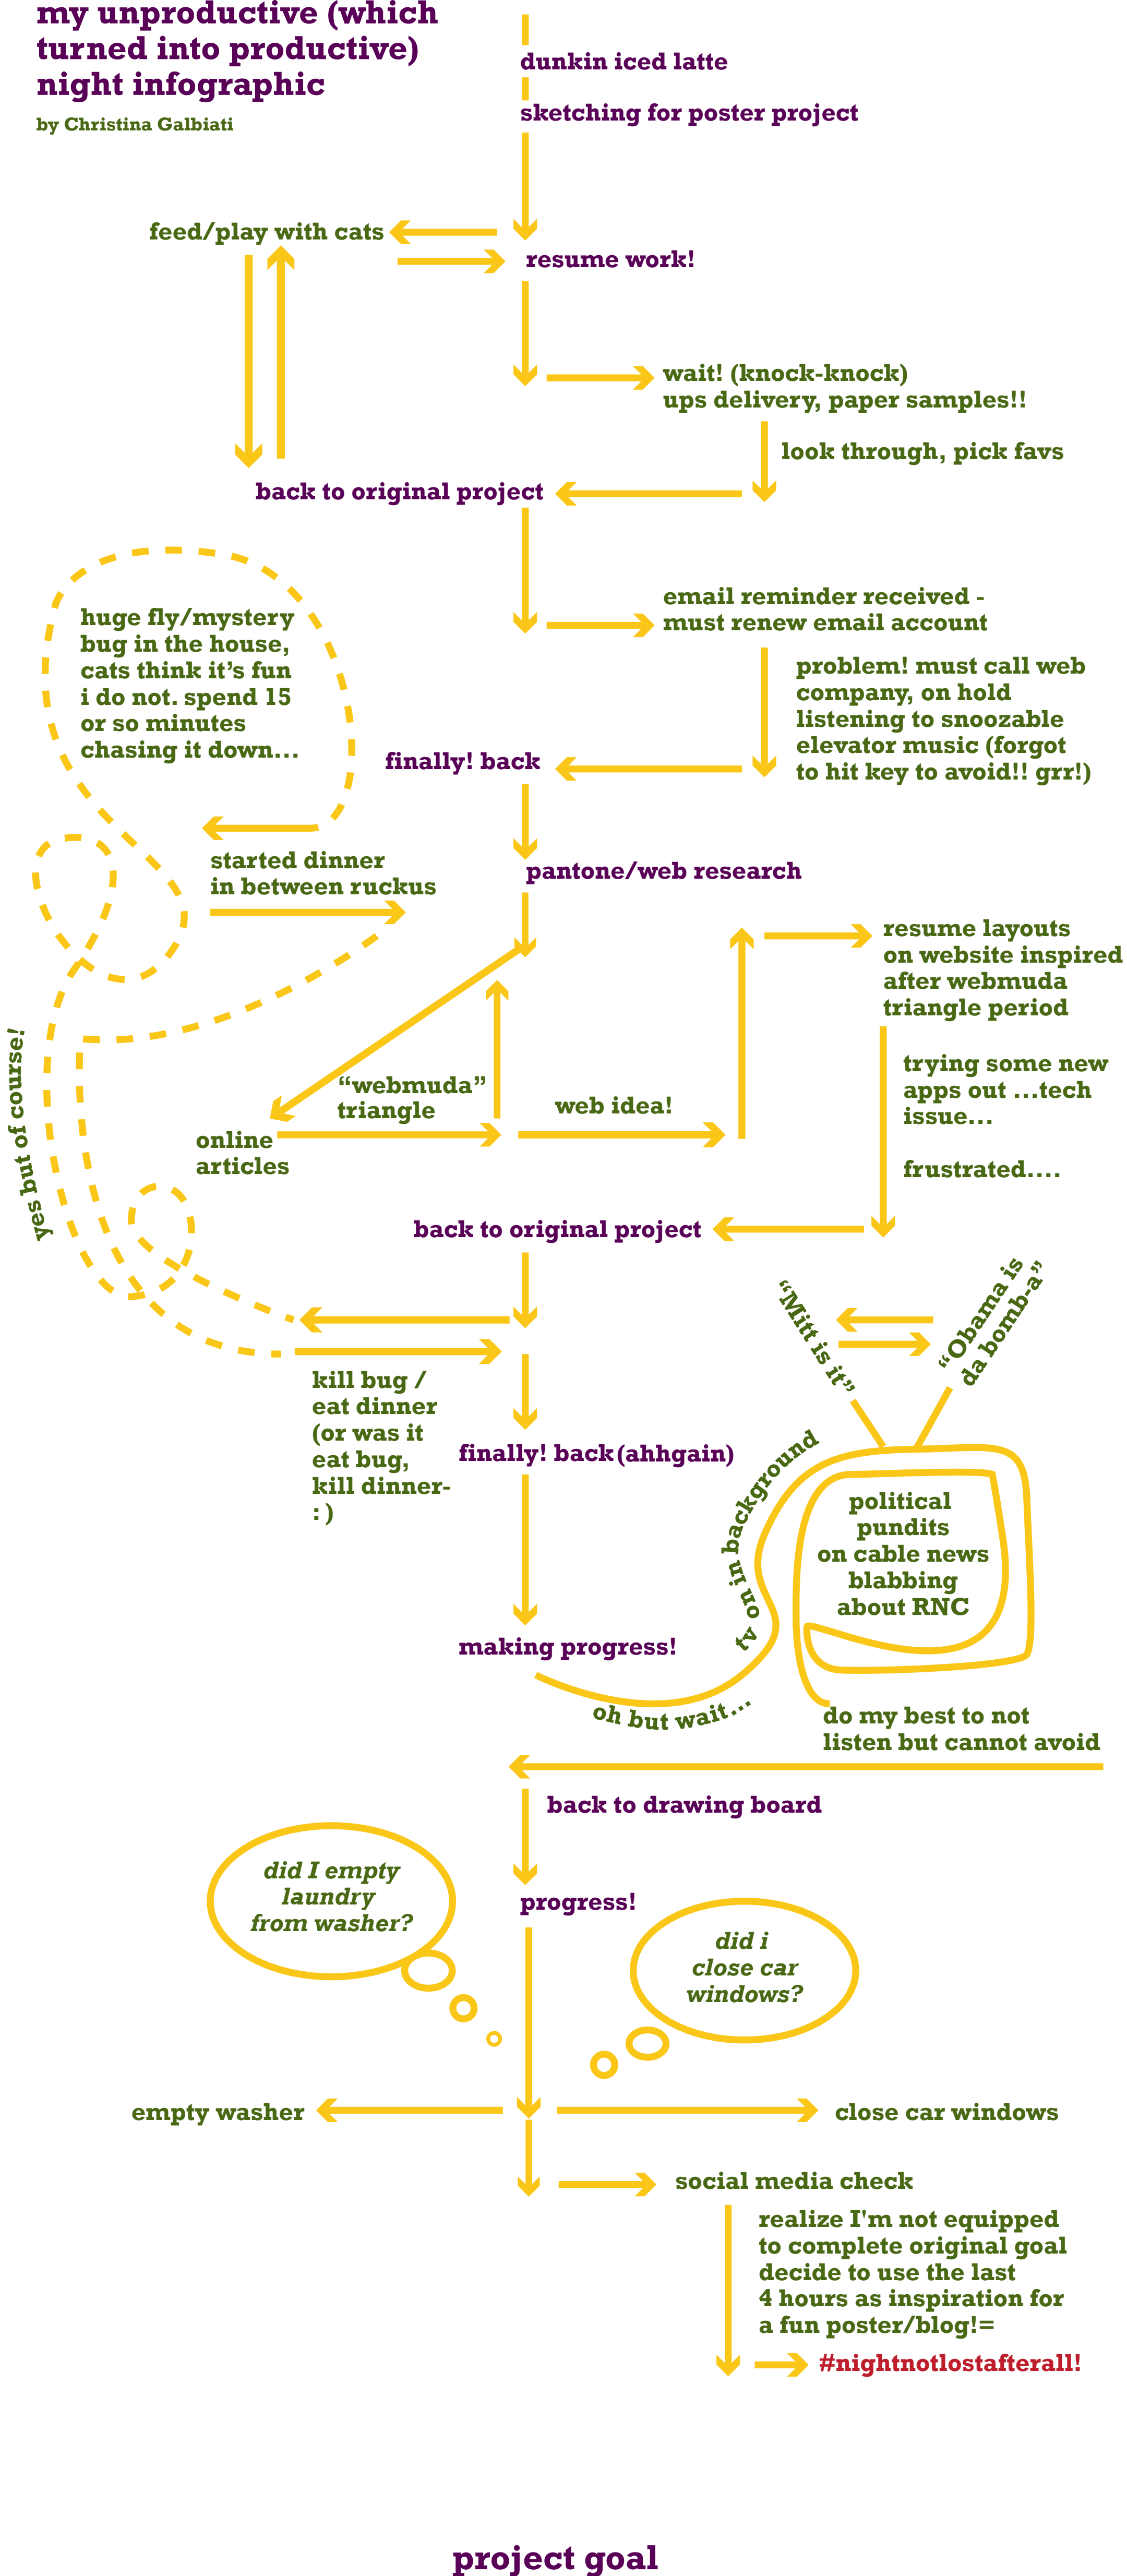 my unproductive (which
turned into productive)
night infographic
by Christina Galbiati
dunkin iced latte
sketching for poster project
feed/play with cats
resume work!
wait! (knock-knock)
ups delivery, paper samples!!
look through, pick favs
back to original project
email reminder received -
must renew email account
problem! must call web
company, on hold
listening to snoozable
elevator music (forgot
to hit key to avoid!! grr!)
huge fly/mystery
bug in the house,
cats think it’s fun
i do not. spend 15
or so minutes
chasing it down...
finally! back
started dinner
in between ruckus
pantone/web research
resume layouts
on website inspired
after webmuda
triangle period
trying some new
apps out ...tech
issue...
frustrated....
“webmuda”
triangle
web idea!
online
articles
yes but of course!
back to original project
“Mitt is it”
“Obama is
da bomb-a”
kill bug /
eat dinner
(or was it
eat bug,
kill dinner-
: )
finally! back (ahhgain)
tv on in background
political
pundits
on cable news
blabbing
about RNC
making progress!
oh but wait...
do my best to not
listen but cannot avoid
back to drawing board
did I empty
laundry
from washer?
progress!
did i
close car
windows?
empty washer
close car windows
social media check
realize I'm not equipped
to complete original goal
decide to use the last
4 hours as inspiration for
a fun poster/blog!=
#nightnotlostafterall!
project goal